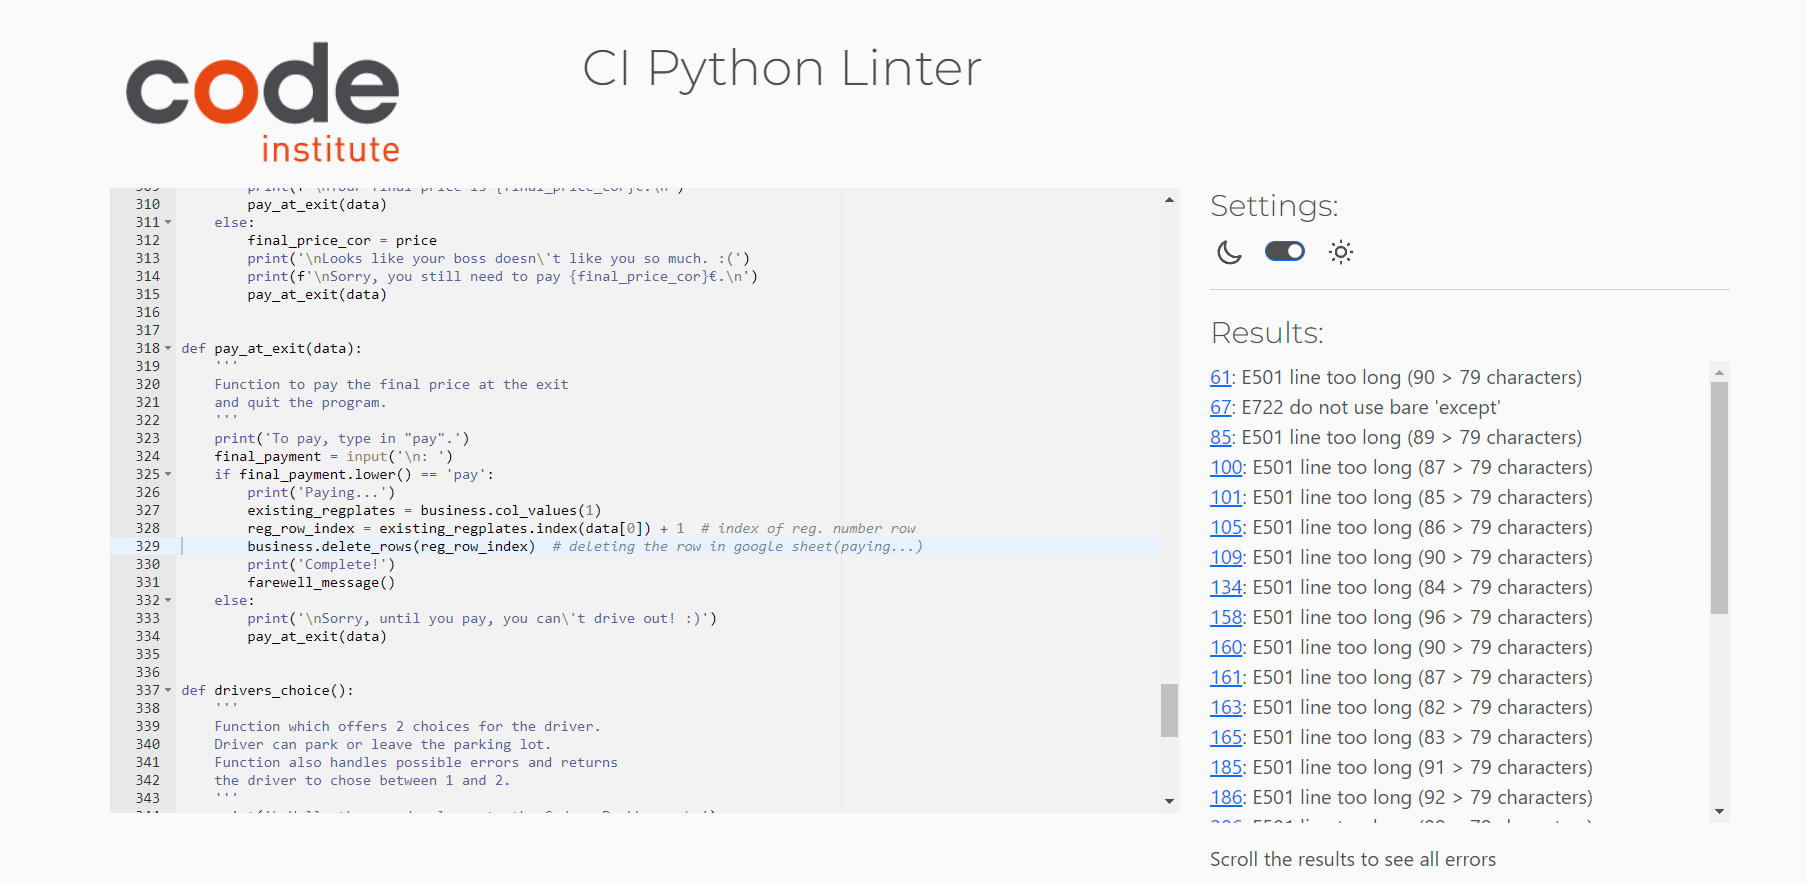 code
institute
CI Python Linter
310 pay_at_exit(data)
311 else:
312 final_price_cor = price
313 print('\nLooks like your boss doesn\'t like you so much. :(')
314 print(f'\nSorry, you still need to pay {final_price_cor}€.\n')
315 pay_at_exit(data)
316
317
318 def pay_at_exit(data):
319 '''
320 Function to pay the final price at the exit
321 and quit the program.
322 '''
323 print('To pay, type in "pay".')
324 final_payment = input('\n: ')
325 if final_payment.lower() == 'pay':
326 print('Paying...')
327 existing_regplates = business.col_values(1)
328 reg_row_index = existing_regplates.index(data[0]) + 1  # index of reg. number row
329 business.delete_rows(reg_row_index)  # deleting the row in google sheet(paying...)
330 print('Complete!')
331 farewell_message()
332 else:
333 print('\nSorry, until you pay, you can\'t drive out! :)')
334 pay_at_exit(data)
335
336
337 def drivers_choice():
338 '''
339 Function which offers 2 choices for the driver.
340 Driver can park or leave the parking lot.
341 Function also handles possible errors and returns
342 the driver to chose between 1 and 2.
343 '''
Settings:
Results:
61: E501 line too long (90 > 79 characters)
67: E722 do not use bare 'except'
85: E501 line too long (89 > 79 characters)
100: E501 line too long (87 > 79 characters)
101: E501 line too long (85 > 79 characters)
105: E501 line too long (86 > 79 characters)
109: E501 line too long (90 > 79 characters)
134: E501 line too long (84 > 79 characters)
158: E501 line too long (96 > 79 characters)
160: E501 line too long (90 > 79 characters)
161: E501 line too long (87 > 79 characters)
163: E501 line too long (82 > 79 characters)
165: E501 line too long (83 > 79 characters)
185: E501 line too long (91 > 79 characters)
186: E501 line too long (92 > 79 characters)
Scroll the results to see all errors